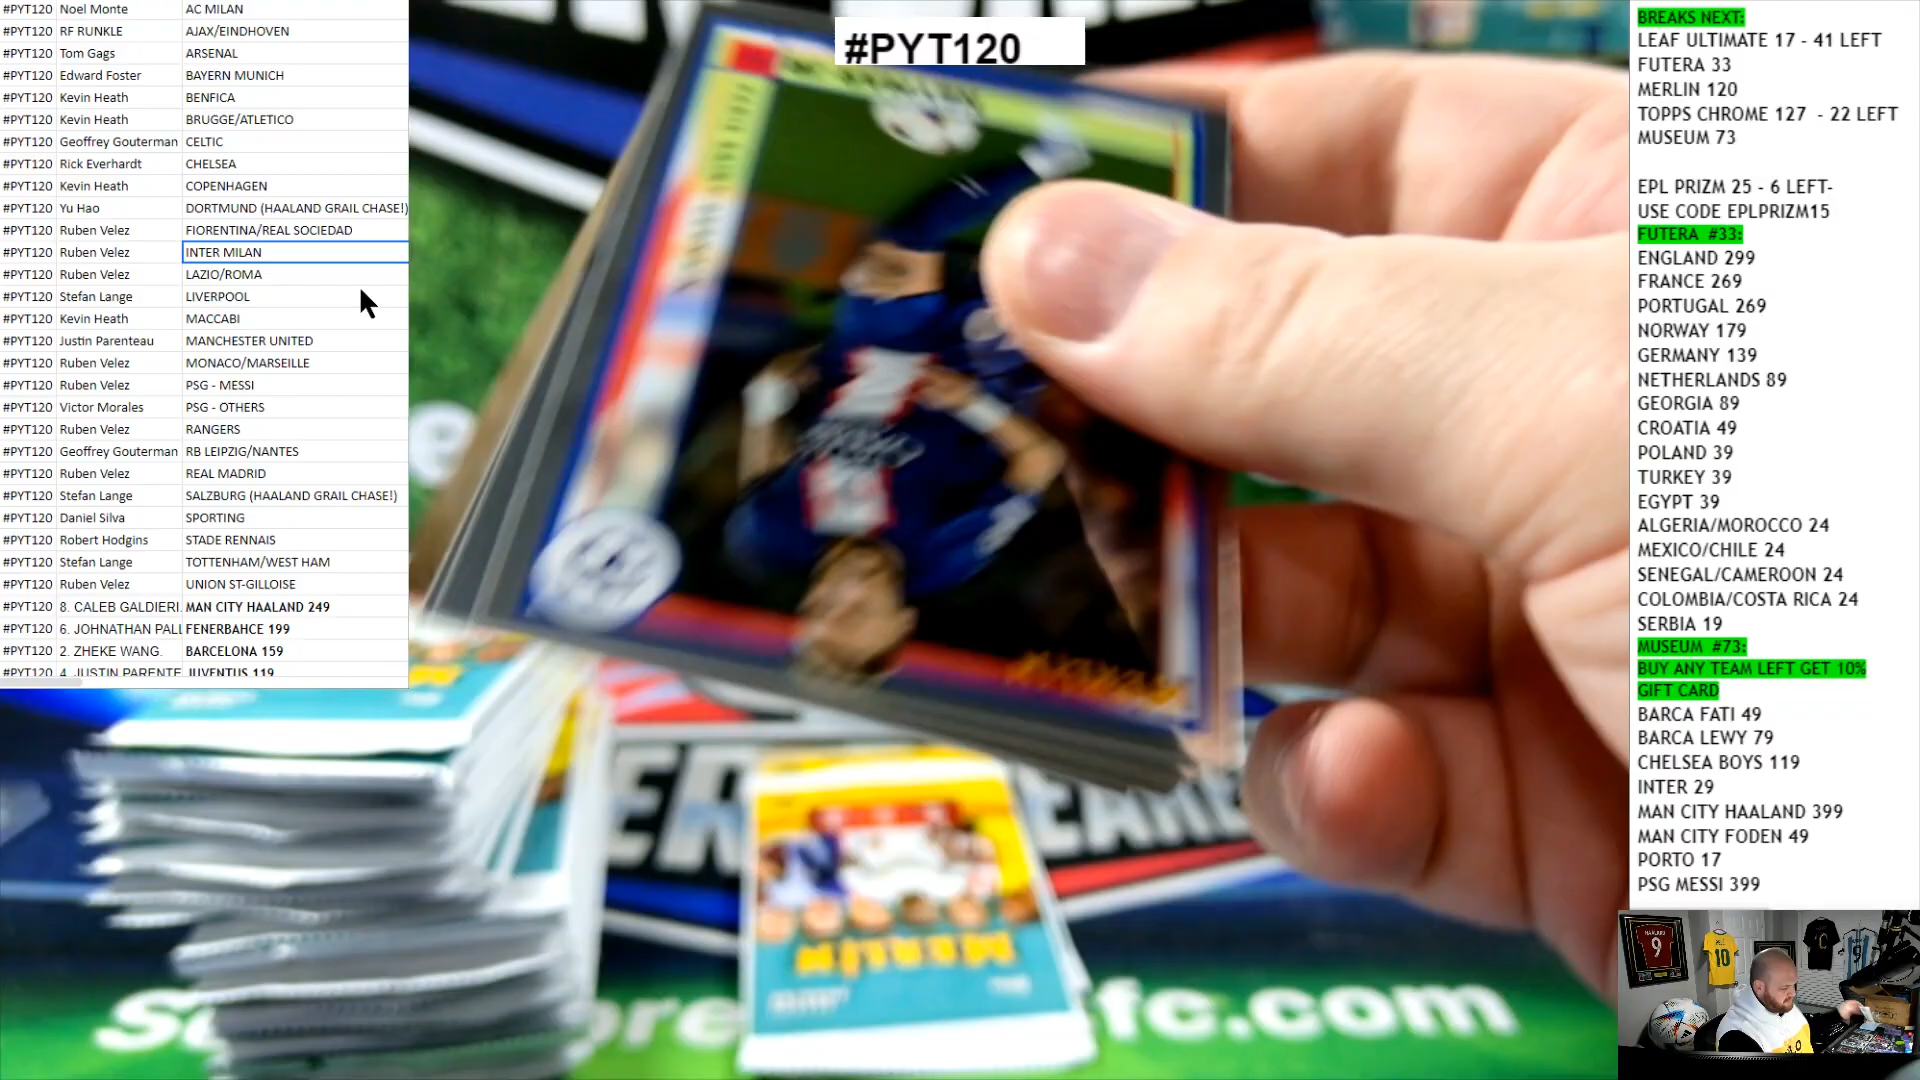 #PYT120 Noel Monte AC MILAN
#PYT120 RF RUNKLE AJAX/EINDHOVEN
#PYT120 Tom Gags ARSENAL
#PYT120 Edward Foster BAYERN MUNICH
#PYT120 Kevin Heath BENFICA
#PYT120 Kevin Heath BRUGGE/ATLETICO
#PYT120 Geoffrey Gouterman CELTIC
#PYT120 Rick Everhardt CHELSEA
#PYT120 Kevin Heath COPENHAGEN
#PYT120 Yu Hao DORTMUND (HAALAND GRAIL CHASE!)
#PYT120 Ruben Velez FIORENTINA/REAL SOCIEDAD
#PYT120 Ruben Velez INTER MILAN
#PYT120 Ruben Velez LAZIO/ROMA
#PYT120 Stefan Lange LIVERPOOL
#PYT120 Kevin Heath MACCABI
#PYT120 Justin Parenteau MANCHESTER UNITED
#PYT120 Ruben Velez MONACO/MARSEILLE
#PYT120 Ruben Velez PSG - MESSI
#PYT120 Victor Morales PSG - OTHERS
#PYT120 Ruben Velez RANGERS
#PYT120 Geoffrey Gouterman RB LEIPZIG/NANTES
#PYT120 Ruben Velez REAL MADRID
#PYT120 Stefan Lange SALZBURG (HAALAND GRAIL CHASE!)
#PYT120 Daniel Silva SPORTING
#PYT120 Robert Hodgins STADE RENNAIS
#PYT120 Stefan Lange TOTTENHAM/WEST HAM
#PYT120 Ruben Velez UNION ST-GILLOISE
#PYT120 8. CALEB GALDIERI. MAN CITY HAALAND 249
#PYT120 6. JOHNATHAN PALL FENERBAHCE 199
#PYT120 2. ZHEKE WANG. BARCELONA 159
#PYT120 4. JUSTIN PARENTE JUVENTUS 119
#PYT120
MERLIN
fc.com
BREAKS NEXT:
LEAF ULTIMATE 17 - 41 LEFT
FUTERA 33
MERLIN 120
TOPPS CHROME 127 - 22 LEFT
MUSEUM 73
EPL PRIZM 25 - 6 LEFT-
USE CODE EPLPRIZM15
FUTERA #33:
ENGLAND 299
FRANCE 269
PORTUGAL 269
NORWAY 179
GERMANY 139
NETHERLANDS 89
GEORGIA 89
CROATIA 49
POLAND 39
TURKEY 39
EGYPT 39
ALGERIA/MOROCCO 24
MEXICO/CHILE 24
SENEGAL/CAMEROON 24
COLOMBIA/COSTA RICA 24
SERBIA 19
MUSEUM #73:
BUY ANY TEAM LEFT GET 10%
GIFT CARD
BARCA FATI 49
BARCA LEWY 79
CHELSEA BOYS 119
INTER 29
MAN CITY HAALAND 399
MAN CITY FODEN 49
PORTO 17
PSG MESSI 399
HAALAND
9
10